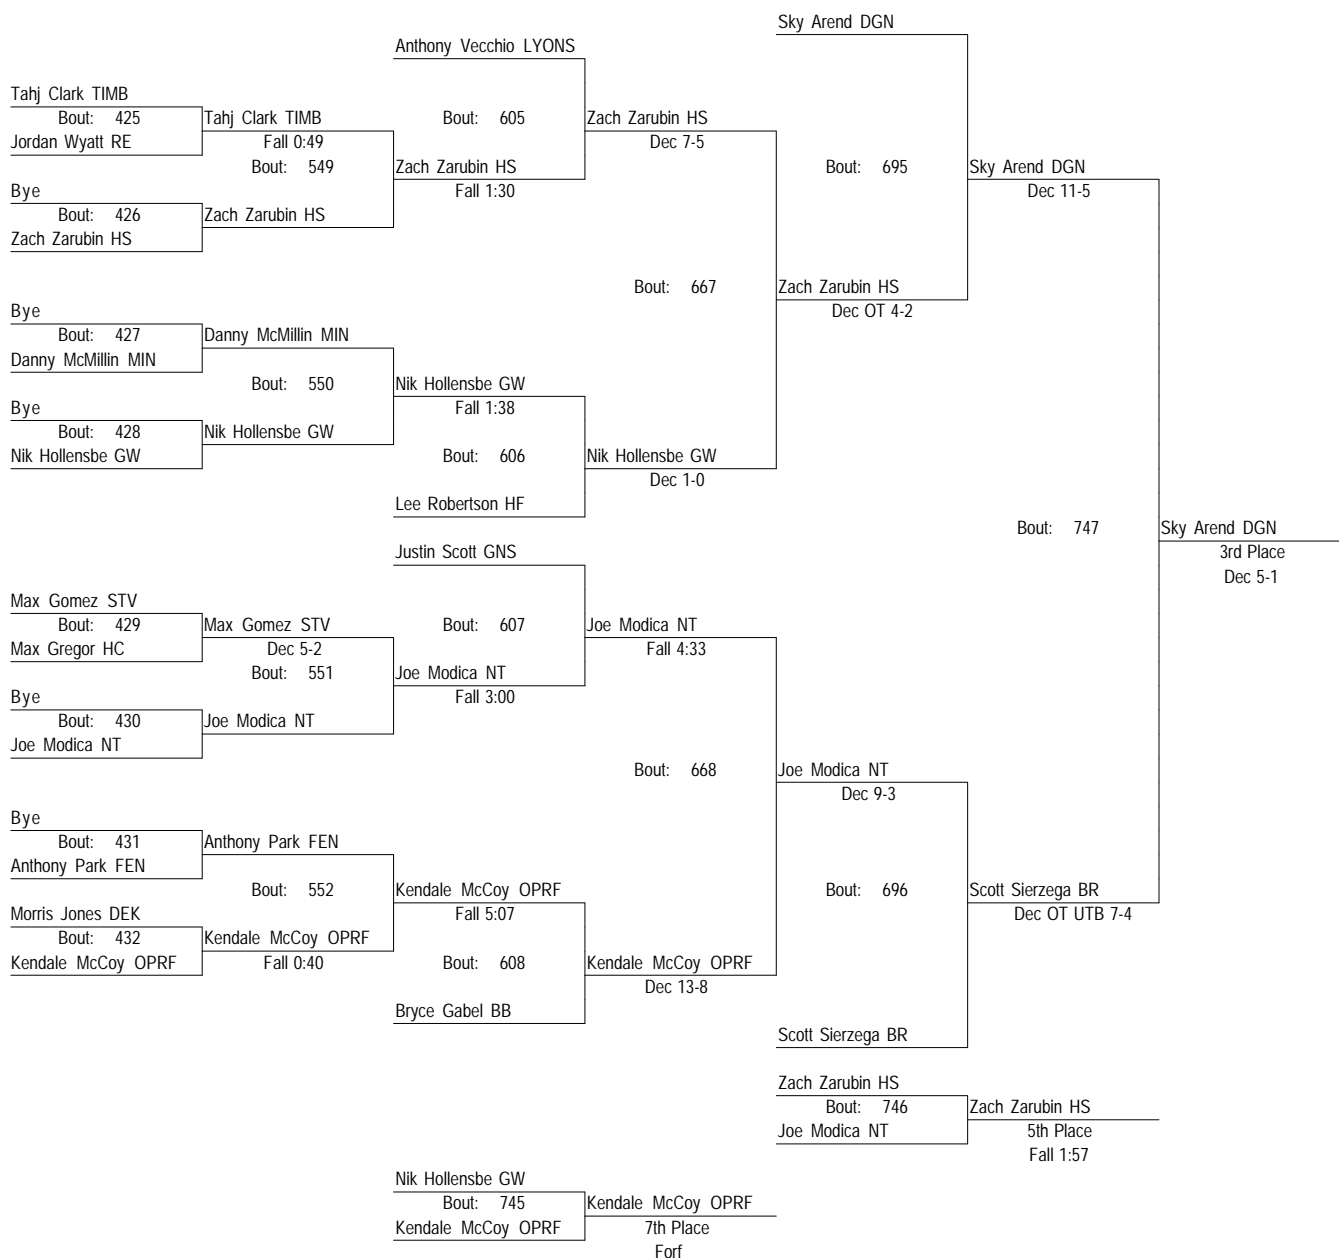 Sky Arend DGN
Anthony Vecchio LYONS
Tahj Clark TIMB
Bout: 425
Tahj Clark TIMB
Bout: 605
Zach Zarubin HS
Jordan Wyatt RE
Fall 0:49
Dec 7-5
Bout: 549
Zach Zarubin HS
Bout: 695
Sky Arend DGN
Bye
Fall 1:30
Dec 11-5
Bout: 426
Zach Zarubin HS
Zach Zarubin HS
Bout: 667
Zach Zarubin HS
Bye
Dec OT 4-2
Bout: 427
Danny McMillin MIN
Danny McMillin MIN
Bout: 550
Nik Hollensbe GW
Bye
Fall 1:38
Bout: 428
Nik Hollensbe GW
Nik Hollensbe GW
Bout: 606
Nik Hollensbe GW
Dec 1-0
Lee Robertson HF
Bout: 747
Sky Arend DGN
Justin Scott GNS
3rd Place
Dec 5-1
Max Gomez STV
Bout: 429
Max Gomez STV
Bout: 607
Joe Modica NT
Max Gregor HC
Dec 5-2
Fall 4:33
Bout: 551
Joe Modica NT
Bye
Fall 3:00
Bout: 430
Joe Modica NT
Joe Modica NT
Bout: 668
Joe Modica NT
Dec 9-3
Bye
Bout: 431
Anthony Park FEN
Anthony Park FEN
Bout: 552
Kendale McCoy OPRF
Bout: 696
Scott Sierzega BR
Morris Jones DEK
Fall 5:07
Dec OT UTB 7-4
Bout: 432
Kendale McCoy OPRF
Kendale McCoy OPRF
Fall 0:40
Bout: 608
Kendale McCoy OPRF
Dec 13-8
Bryce Gabel BB
Scott Sierzega BR
Zach Zarubin HS
Bout: 746
Zach Zarubin HS
Joe Modica NT
5th Place
Fall 1:57
Nik Hollensbe GW
Bout: 745
Kendale McCoy OPRF
Kendale McCoy OPRF
7th Place
Forf